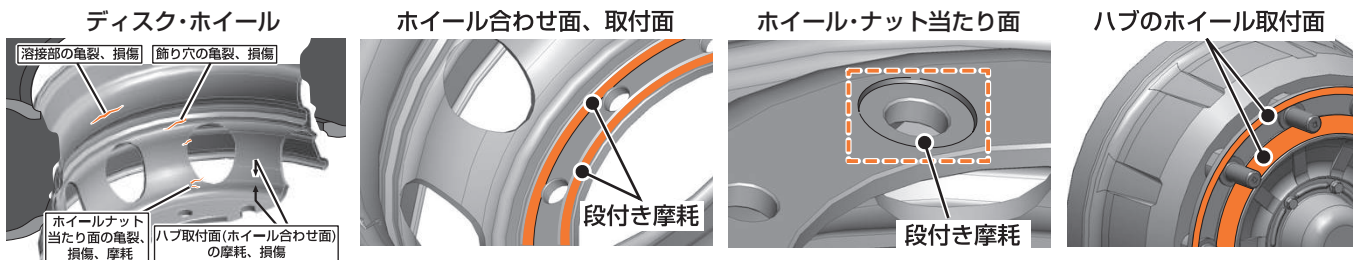 ディスク・ホイール
溶接部の亀裂、損傷
飾り穴の亀裂、損傷
ホイールナット
当たり面の亀裂、
損傷、摩耗
ハブ取付面(ホイール合わせ面)
の摩耗、損傷
ホイール合わせ面、取付面
段付き摩耗
ホイール・ナット当たり面
段付き摩耗
ハブのホイール取付面